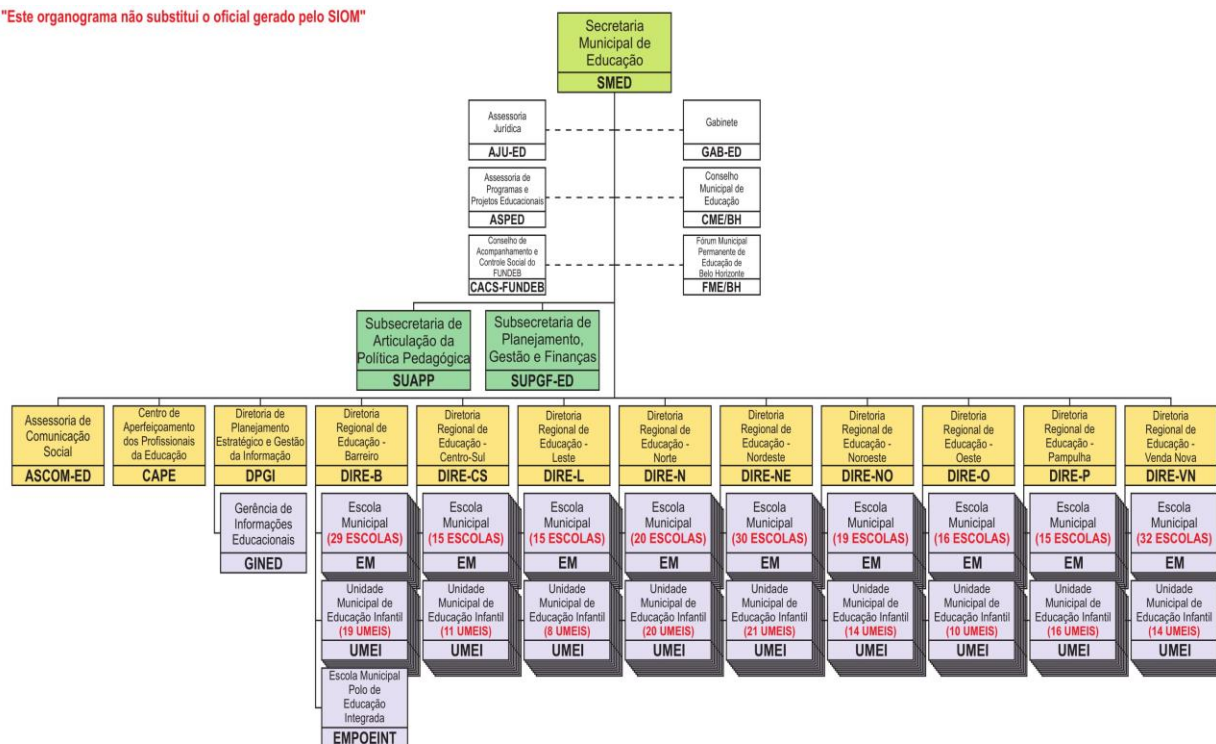 "Este organograma não substitui o oficial gerado pelo SIOM"
Secretaria
Municipal de
Educação
SMED
Assessoria
Jurídica
AJU-ED
Gabinete
GAB-ED
Assessoria de
Programas e
Projetos Educacionais
ASPED
Conselho
Municipal de
Educação
CME/BH
Conselho de
Acompanhamento e
Controle Social do
FUNDEB
CACS-FUNDEB
Fórum Municipal
Permanente de
Educação de
Belo Horizonte
FME/BH
Subsecretaria de
Articulação da
Política Pedagógica
SUAPP
Subsecretaria de
Planejamento,
Gestão e Finanças
SUPGF-ED
Assessoria de
Comunicação
Social
ASCOM-ED
Centro de
Aperfeiçoamento
dos Profissionais
da Educação
CAPE
Diretoria de
Planejamento
Estratégico e Gestão
da Informação
DPGI
Diretoria
Regional de
Educação -
Barreiro
DIRE-B
Diretoria
Regional de
Educação -
Centro-Sul
DIRE-CS
Diretoria
Regional de
Educação -
Leste
DIRE-L
Diretoria
Regional de
Educação -
Norte
DIRE-N
Diretoria
Regional de
Educação -
Nordeste
DIRE-NE
Diretoria
Regional de
Educação -
Noroeste
DIRE-NO
Diretoria
Regional de
Educação -
Oeste
DIRE-O
Diretoria
Regional de
Educação -
Pampulha
DIRE-P
Diretoria
Regional de
Educação -
Venda Nova
DIRE-VN
Gerência de
Informações
Educacionais
GINED
Escola
Municipal
(29 ESCOLAS)
EM
Escola
Municipal
(15 ESCOLAS)
EM
Escola
Municipal
(15 ESCOLAS)
EM
Escola
Municipal
(20 ESCOLAS)
EM
Escola
Municipal
(30 ESCOLAS)
EM
Escola
Municipal
(19 ESCOLAS)
EM
Escola
Municipal
(16 ESCOLAS)
EM
Escola
Municipal
(15 ESCOLAS)
EM
Escola
Municipal
(32 ESCOLAS)
EM
Unidade
Municipal de
Educação Infantil
(19 UMEIS)
UMEI
Unidade
Municipal de
Educação Infantil
(11 UMEIS)
UMEI
Unidade
Municipal de
Educação Infantil
(8 UMEIS)
UMEI
Unidade
Municipal de
Educação Infantil
(20 UMEIS)
UMEI
Unidade
Municipal de
Educação Infantil
(21 UMEIS)
UMEI
Unidade
Municipal de
Educação Infantil
(14 UMEIS)
UMEI
Unidade
Municipal de
Educação Infantil
(10 UMEIS)
UMEI
Unidade
Municipal de
Educação Infantil
(16 UMEIS)
UMEI
Unidade
Municipal de
Educação Infantil
(14 UMEIS)
UMEI
Escola Municipal
Polo de
Educação
Integrada
EMPOEINT